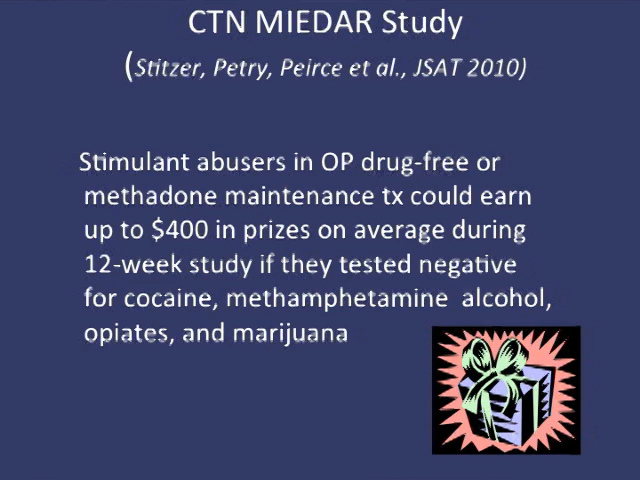 CTN MIEDAR Study
(Stitzer, Petry, Peirce et al., JSAT 2010)
Stimulant abusers in OP drug-free or
methadone maintenance tx could earn
up to $400 in prizes on average during
12-week study if they tested negative
for cocaine, methamphetamine alcohol,
opiates, and marijuana